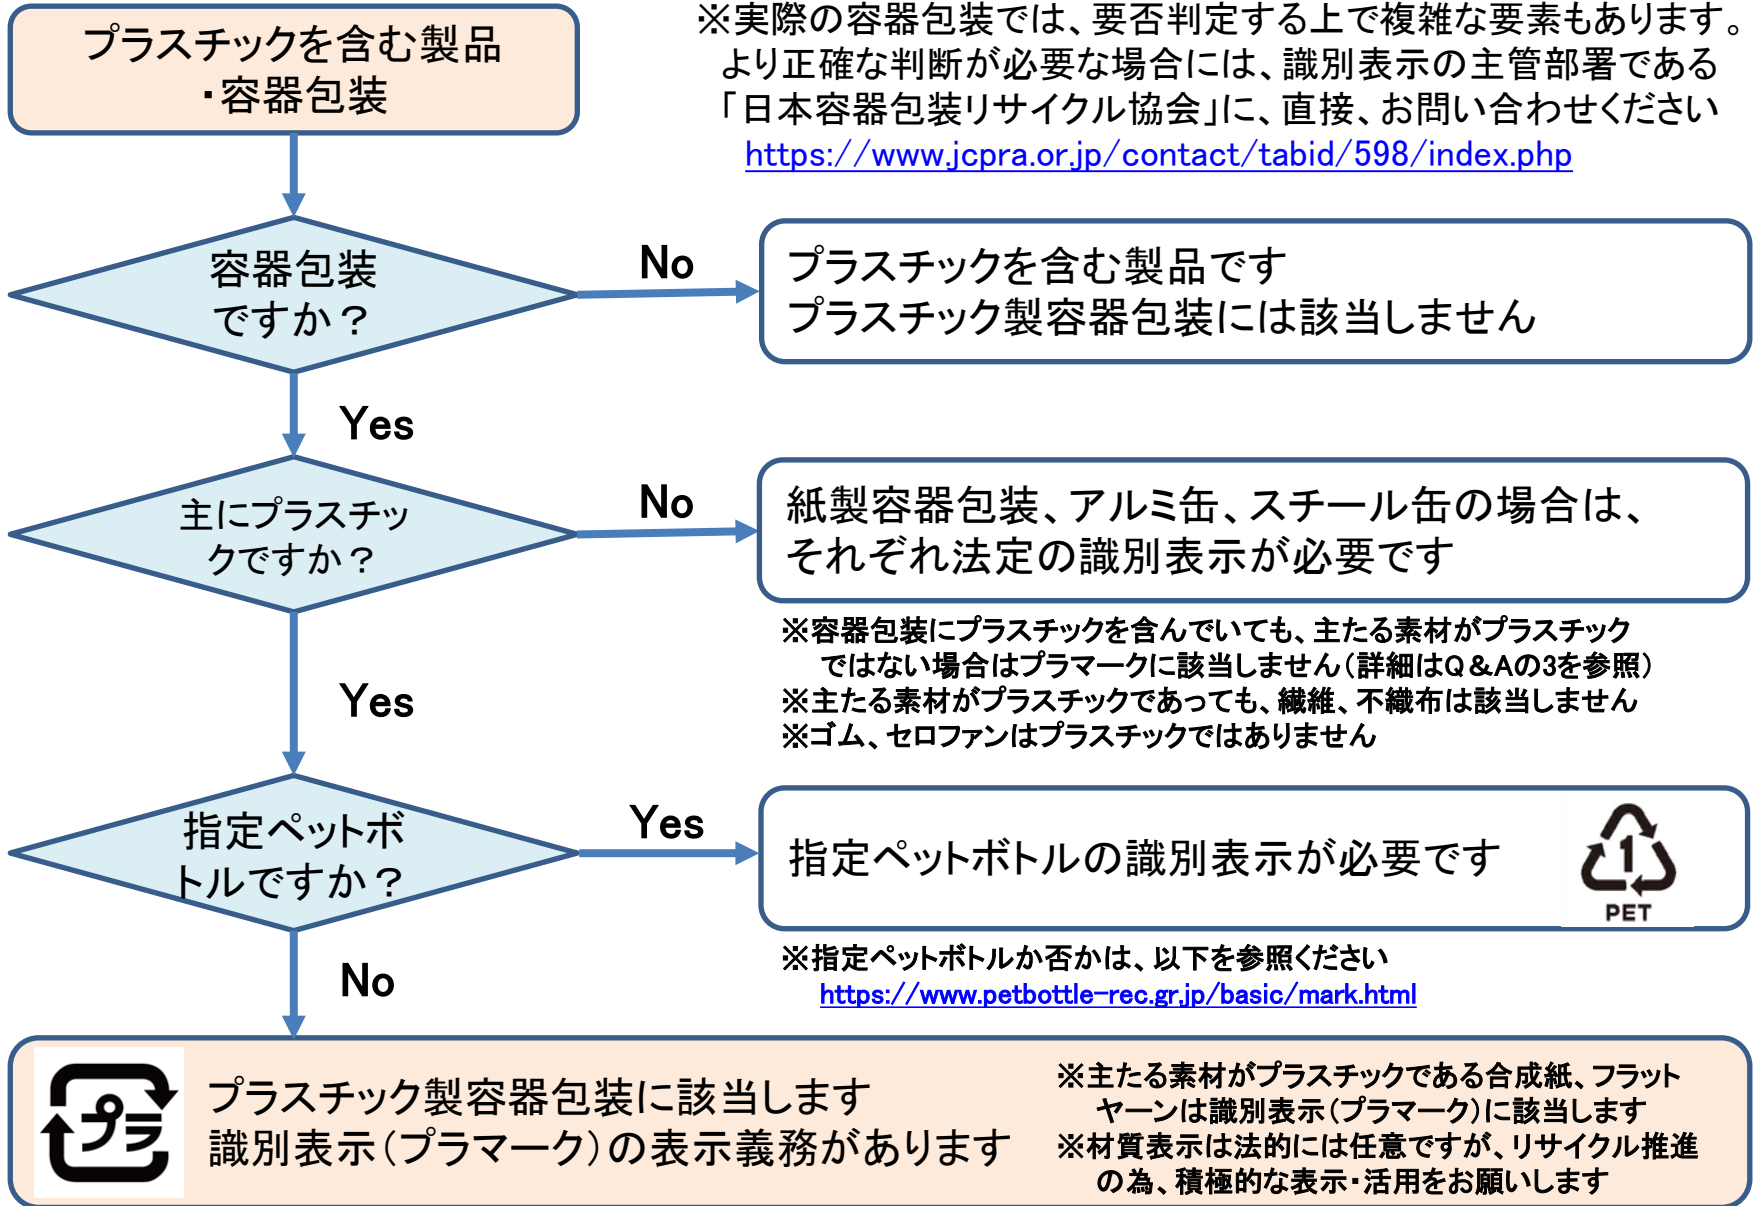 プラスチックを含む製品
・容器包装
※実際の容器包装では、要否判定する上で複雑な要素もあります。
より正確な判断が必要な場合には、識別表示の主管部署である
「日本容器包装リサイクル協会」に、直接、お問い合わせください
https://www.jcpra.or.jp/contact/tabid/598/index.php
容器包装
ですか？
No
プラスチックを含む製品です
プラスチック製容器包装には該当しません
Yes
主にプラスチッ
クですか？
No
紙製容器包装、アルミ缶、スチール缶の場合は、
それぞれ法定の識別表示が必要です
※容器包装にプラスチックを含んでいても、主たる素材がプラスチック
ではない場合はプラマークに該当しません（詳細はQ＆Aの3を参照）
※主たる素材がプラスチックであっても、繊維、不織布は該当しません
※ゴム、セロファンはプラスチックではありません
Yes
指定ペットボ
トルですか？
Yes
指定ペットボトルの識別表示が必要です
1
PET
※指定ペットボトルか否かは、以下を参照ください
https://www.petbottle-rec.gr.jp/basic/mark.html
No
プラ
プラスチック製容器包装に該当します
識別表示（プラマーク）の表示義務があります
※主たる素材がプラスチックである合成紙、フラット
ヤーンは識別表示（プラマーク）に該当します
※材質表示は法的には任意ですが、リサイクル推進
の為、積極的な表示・活用をお願いします